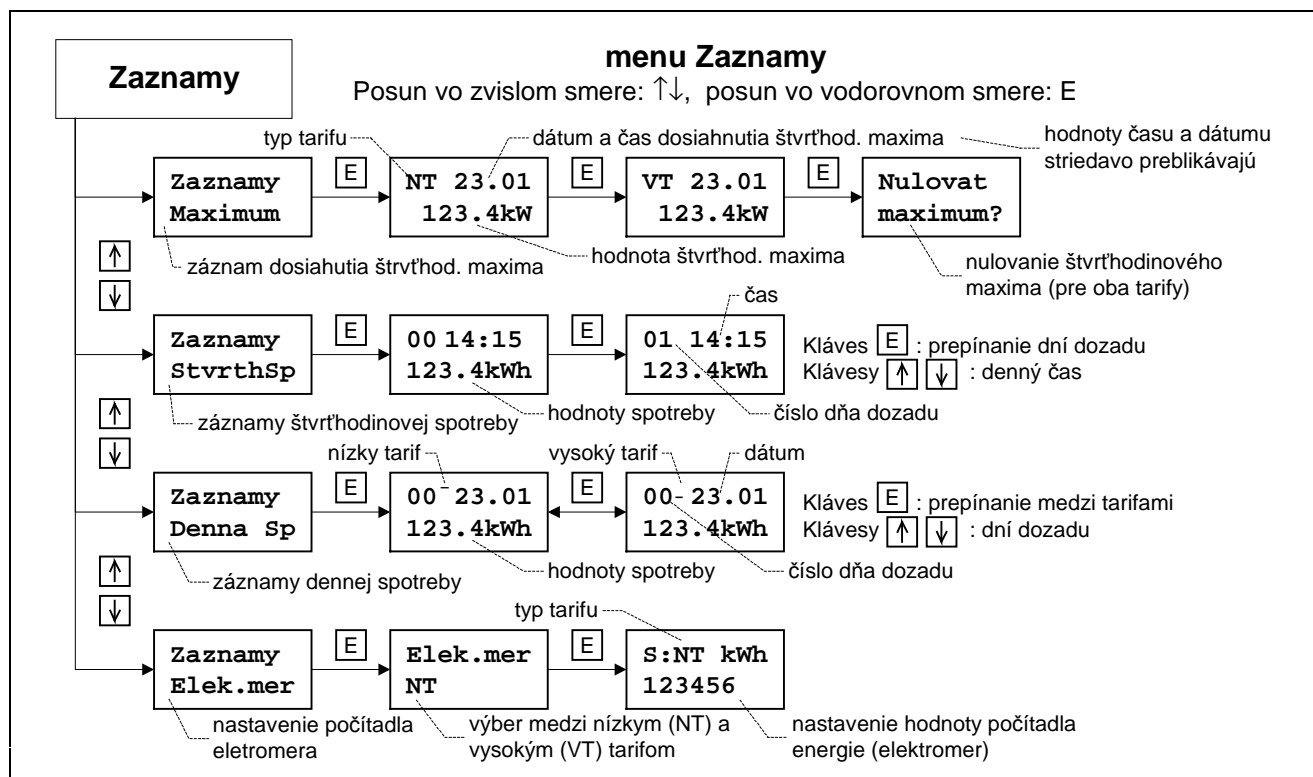 Zaznamy
menu Zaznamy
Posun vo zvislom smere: ↑↓, posun vo vodorovnom smere: E
typ tarifu
dátum a čas dosiahnutia štvrťhod. maxima
hodnoty času a dátumu
striedavo preblikávajú
Zaznamy
Maximum
E
NT 23.01
123.4kW
E
VT 23.01
123.4kW
E
Nulovat
maximum?
↑
↓
záznam dosiahutia štrvťhod. maxima
hodnota štvrťhod. maxima
nulovanie štvrťhodinového
maxima (pre oba tarify)
čas
Zaznamy
StvrthSp
E
00 14:15
123.4kWh
E
01 14:15
123.4kWh
Kláves E : prepínanie dní dozadu
Klávesy ↑ ↓ : denný čas
↑
↓
záznamy štvrťhodinovej spotreby
hodnoty spotreby
číslo dňa dozadu
nízky tarif
vysoký tarif
dátum
Zaznamy
Denna Sp
E
00¯23.01
123.4kWh
E
00-23.01
123.4kWh
Kláves E : prepínanie medzi tarifami
Klávesy ↑ ↓ : dní dozadu
↑
↓
záznamy dennej spotreby
hodnoty spotreby
číslo dňa dozadu
typ tarifu
Zaznamy
Elek.mer
E
Elek.mer
NT
E
S:NT kWh
123456
nastavenie počítadla
eletromera
výber medzi nízkym (NT) a
vysokým (VT) tarifom
nastavenie hodnoty počítadla
energie (elektromer)